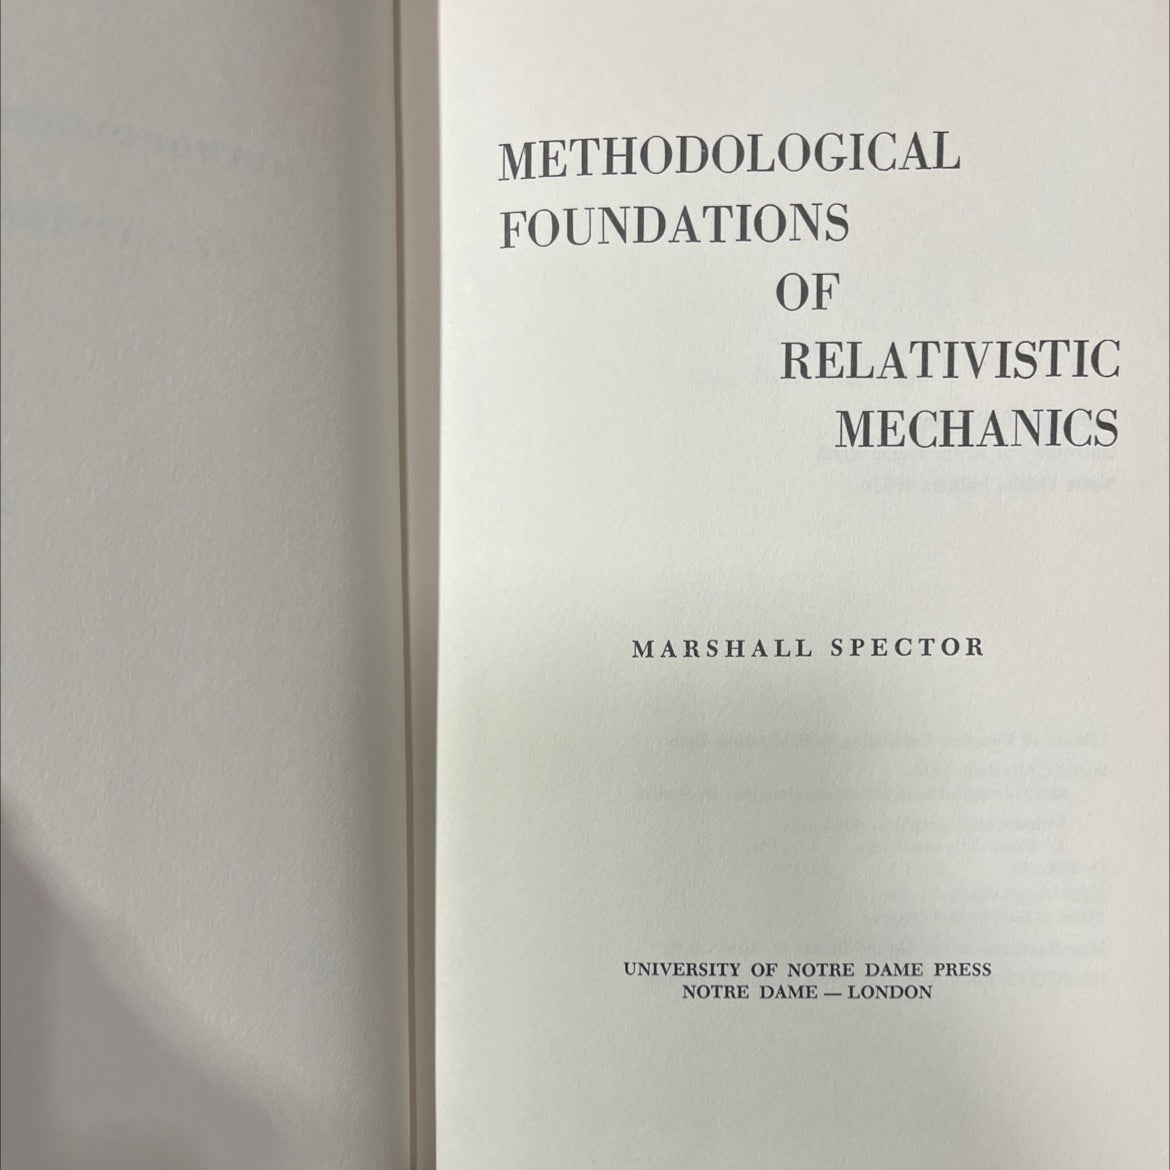 METHODOLOGICAL
FOUNDATIONS
OF
RELATIVISTIC
MECHANICS
MARSHALL SPECTOR
UNIVERSITY OF NOTRE DAME PRESS
NOTRE DAME — LONDON